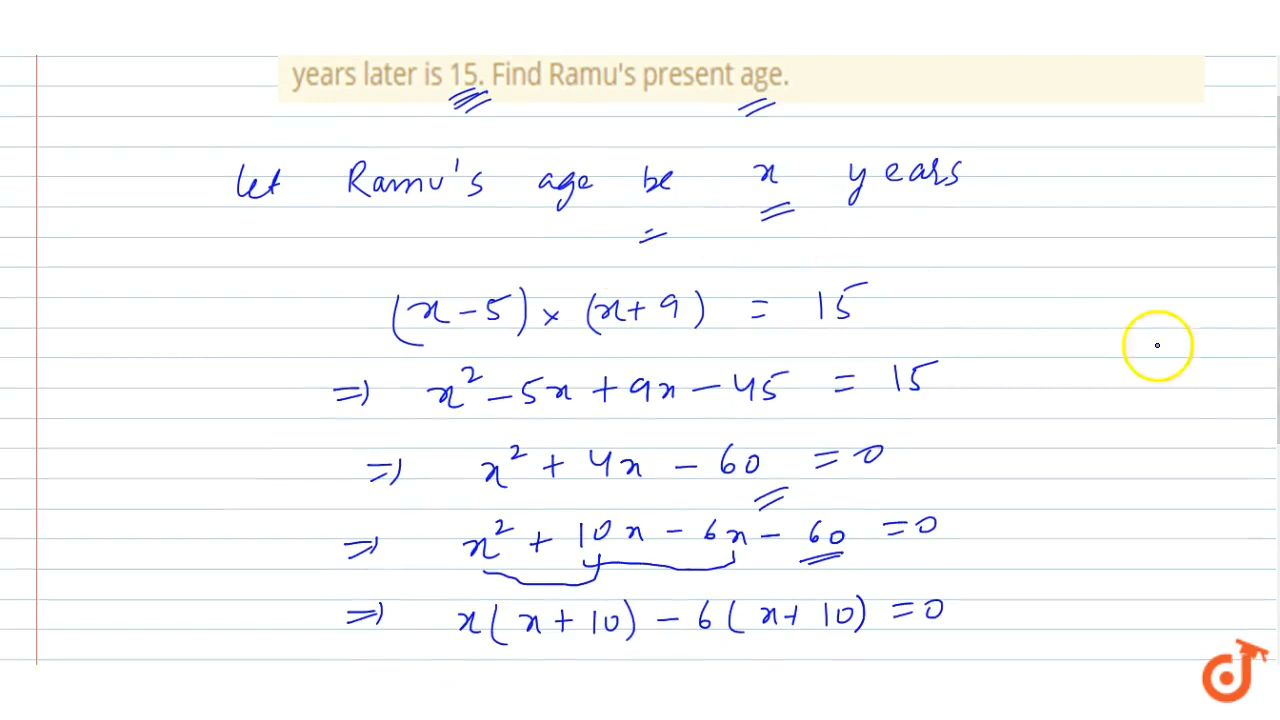 years later is 15. Find Ramu's present age.
let Ramu's age be x years
(x-5) × (x+9) = 15
⇒ x² - 5x + 9x - 45 = 15
⇒ x² + 4x - 60 = 0
⇒ x² + 10x - 6x - 60 = 0
⇒ x(x+10) - 6(x+10) = 0